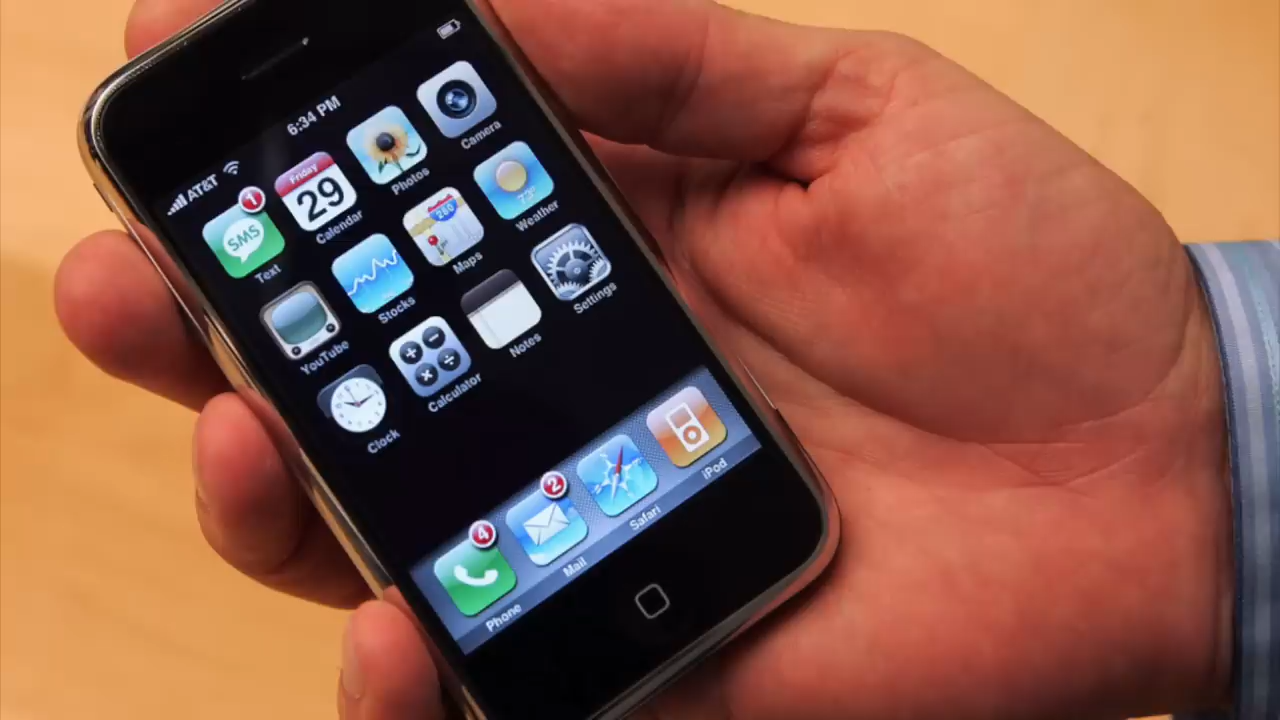 AT&T 6:34 PM
1
SMS
Text
Friday
29
Calendar
Photos
Camera
YouTube
Stocks
280
Maps
73°
Weather
Clock
Calculator
Notes
Settings
4
Phone
2
Mail
Safari
iPod